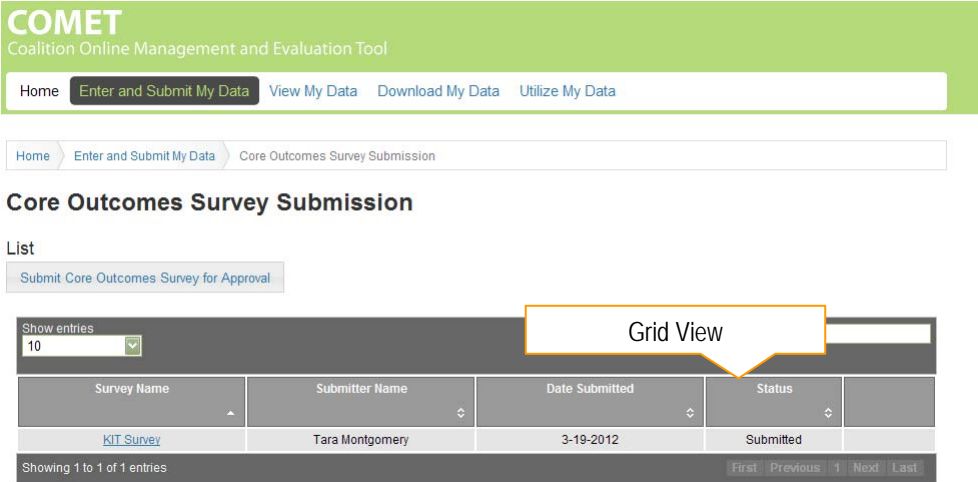 COMET
Coalition Online Management and Evaluation Tool
Home Enter and Submit My Data View My Data Download My Data Utilize My Data
Home Enter and Submit My Data Core Outcomes Survey Submission
Core Outcomes Survey Submission
List
Submit Core Outcomes Survey for Approval
Show entries
10
Grid View
Survey Name Submitter Name Date Submitted Status
KIT Survey Tara Montgomery 3-19-2012 Submitted
Showing 1 to 1 of 1 entries First Previous 1 Next Last